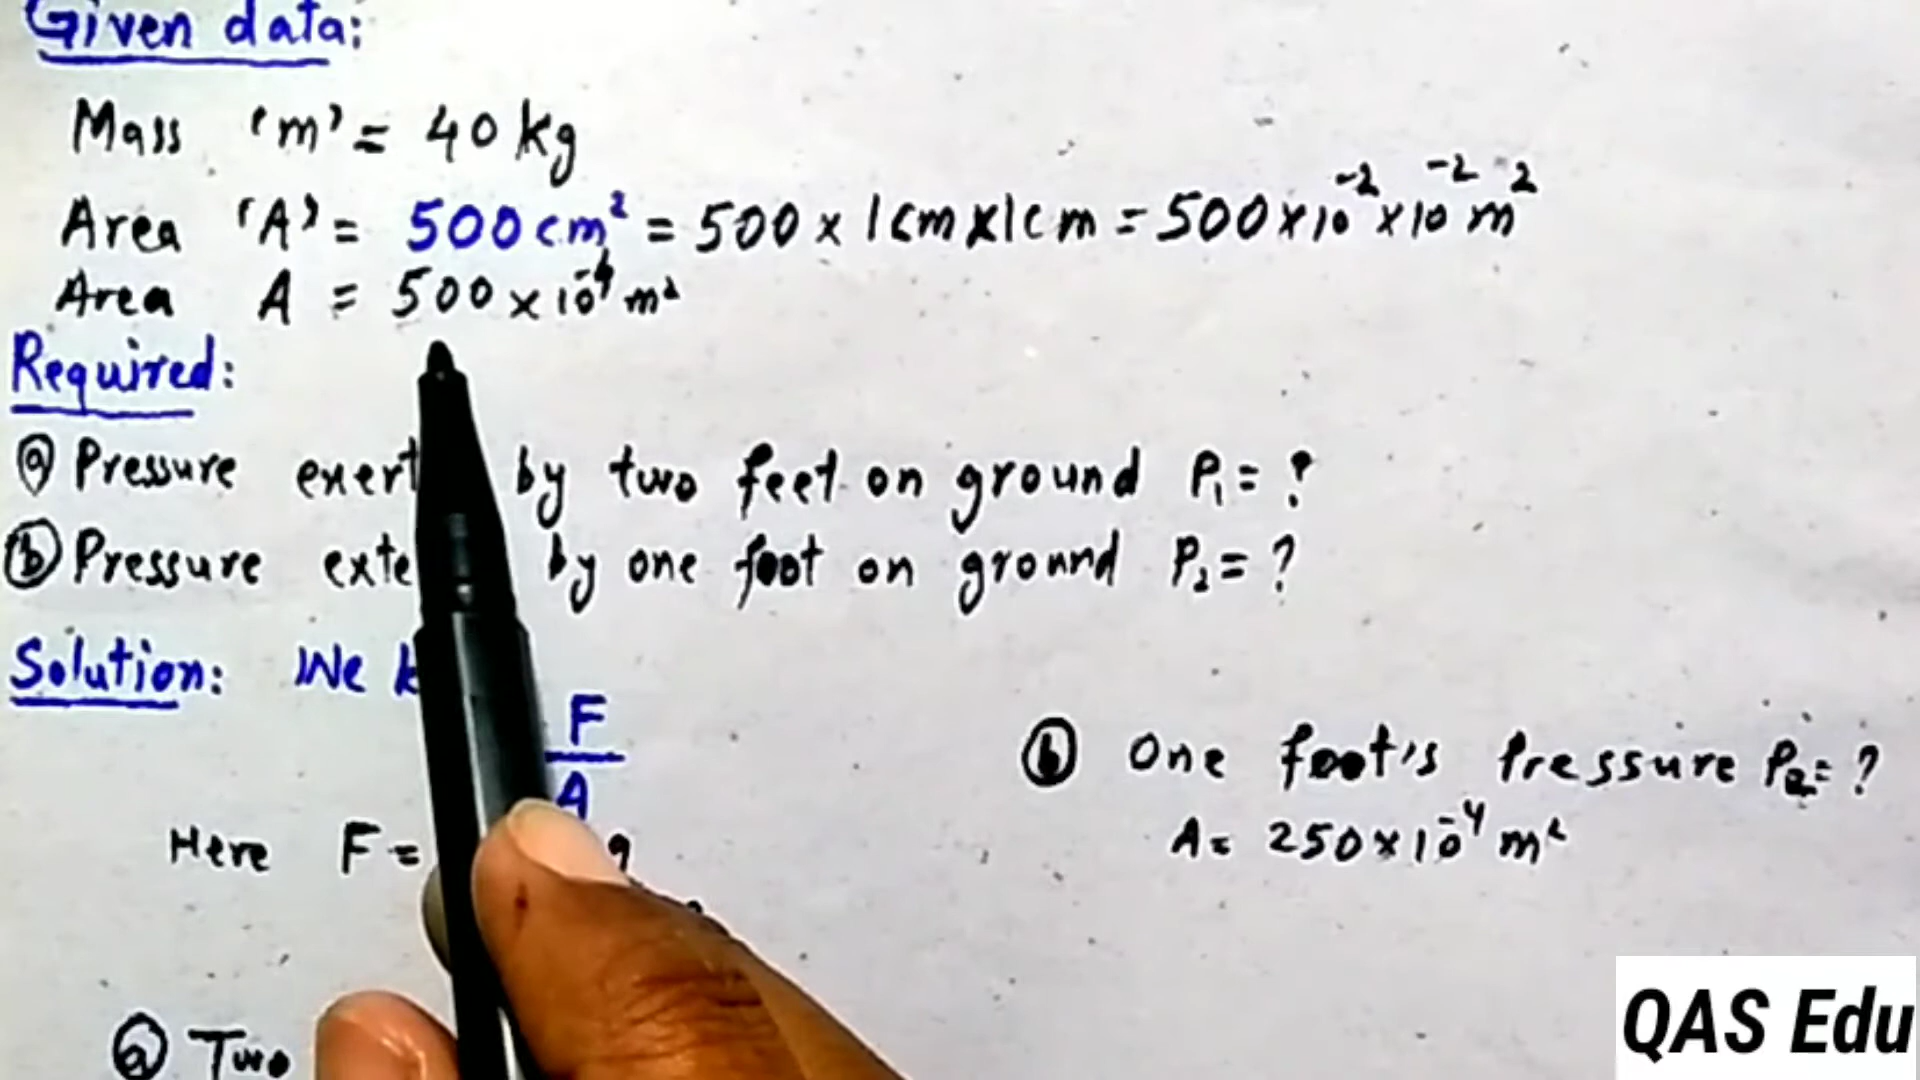 Given data:
Mass 'm' = 40 kg
Area 'A' = 500 cm² = 500 × 1cm × 1cm = 500 × 10⁻² × 10⁻² m²
Area A = 500 × 10⁻⁴ m²
Required:
ⓐ Pressure exert by two feet on ground P₁ = ?
ⓑ Pressure exte by one foot on ground P₂ = ?
Solution: We
F
A
Here F = g
ⓑ One foot's Pressure P₂ = ?
A = 250 × 10⁻⁴ m²
ⓐ Two
QAS Edu